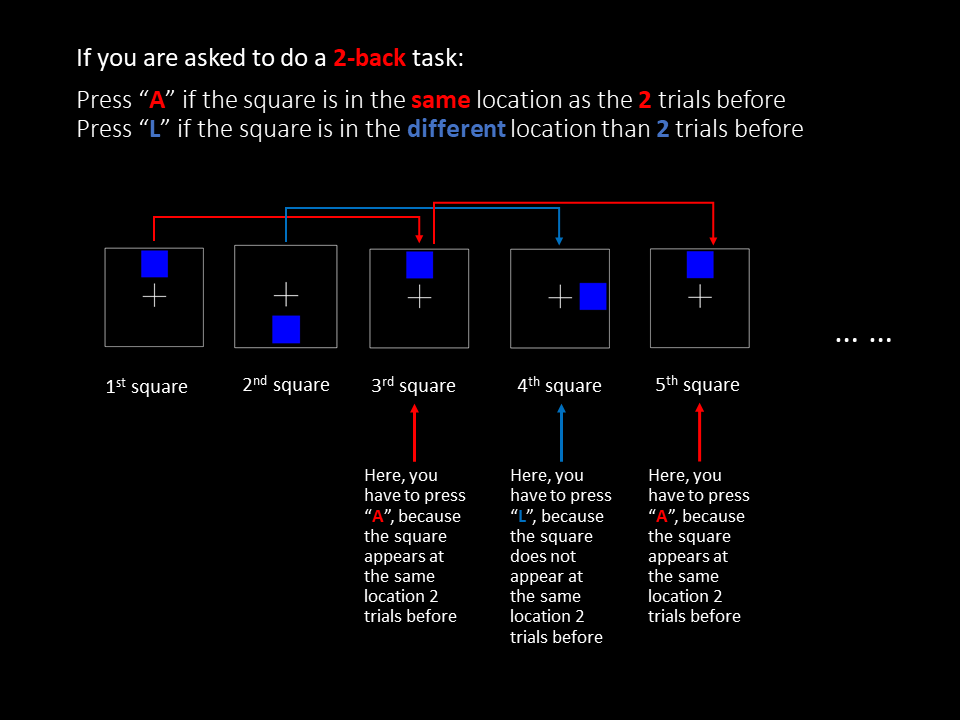 If you are asked to do a 2-back task:
Press “A” if the square is in the same location as the 2 trials before
Press “L” if the square is in the different location than 2 trials before
... ...
1st square
2nd square
3rd square
4th square
5th square
Here, you
have to press
“A”, because
the square
appears at
the same
location 2
trials before
Here, you
have to press
“L”, because
the square
does not
appear at
the same
location 2
trials before
Here, you
have to press
“A”, because
the square
appears at
the same
location 2
trials before